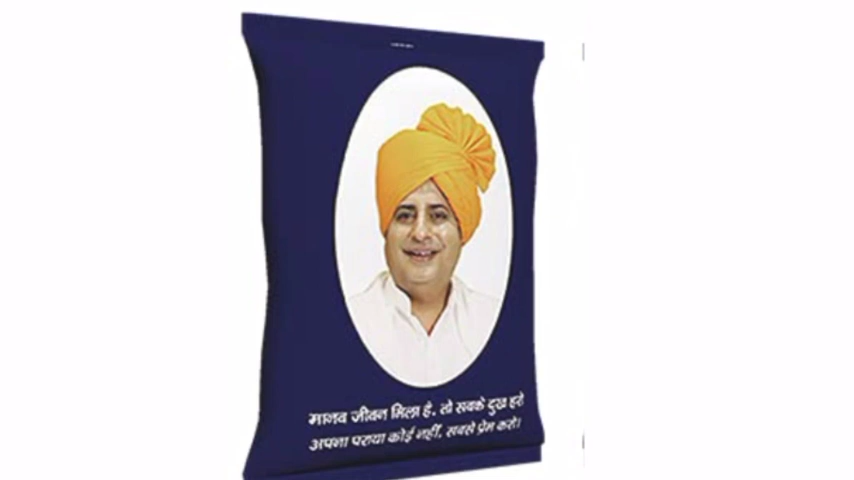 मानव जीवन मिला है, तो सबके दुख हरो
अपना पराया कोई नहीं, सबसे प्रेम करो।